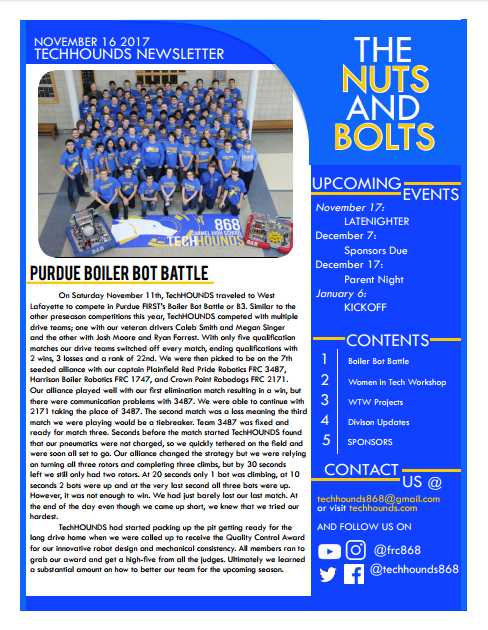 NOVEMBER 16 2017
TECHHOUNDS NEWSLETTER
THE
NUTS
AND
BOLTS
868
CARMEL HIGH SCHOOL
TECHHOUNDS
868
PURDUE BOILER BOT BATTLE
On Saturday November 11th, TechHOUNDS traveled to West
Lafayette to compete in Purdue FIRST's Boiler Bot Battle or B3. Similar to the
other preseason competitions this year, TechHOUNDS competed with multiple
drive teams; one with our veteran drivers Caleb Smith and Megan Singer
and the other with Josh Moore and Ryan Forrest. With only five qualification
matches our drive teams switched off every match, ending qualifications with
2 wins, 3 losses and a rank of 22nd. We were then picked to be on the 7th
seeded alliance with our captain Plainfield Red Pride Robotics FRC 3487,
Harrison Boiler Robotics FRC 1747, and Crown Point Robodogs FRC 2171.
Our alliance played well with our first elimination match resulting in a win, but
there were communication problems with 3487. We were able to continue with
2171 taking the place of 3487. The second match was a loss meaning the third
match we were playing would be a tiebreaker. Team 3487 was fixed and
ready for match three. Seconds before the match started TechHOUNDS found
that our pneumatics were not charged, so we quickly tethered on the field and
were soon all set to go. Our alliance changed the strategy but we were relying
on turning all three rotors and completing three climbs, but by 30 seconds
left we still only had two rotors. At 20 seconds only 1 bot was climbing, at 10
seconds 2 bots were up and at the very last second all three bots were up.
However, it was not enough to win. We had just barely lost our last match. At
the end of the day even though we came up short, we knew that we tried our
hardest.
TechHOUNDS had started packing up the pit getting ready for the
long drive home when we were called up to receive the Quality Control Award
for our innovative robot design and mechanical consistency. All members ran to
grab our award and get a high-five from all the judges. Ultimately we learned
a substantial amount on how to better our team for the upcoming season.
UPCOMING
EVENTS
November 17:
LATENIGHTER
December 7:
Sponsors Due
December 17:
Parent Night
January 6:
KICKOFF
CONTENTS
1 Boiler Bot Battle
2 Women in Tech Workshop
3 WTW Projects
4 Divison Updates
5 SPONSORS
CONTACT
US @
techhounds868@gmail.com
or visit techhounds.com
AND FOLLOW US ON
@frc868
@techhounds868